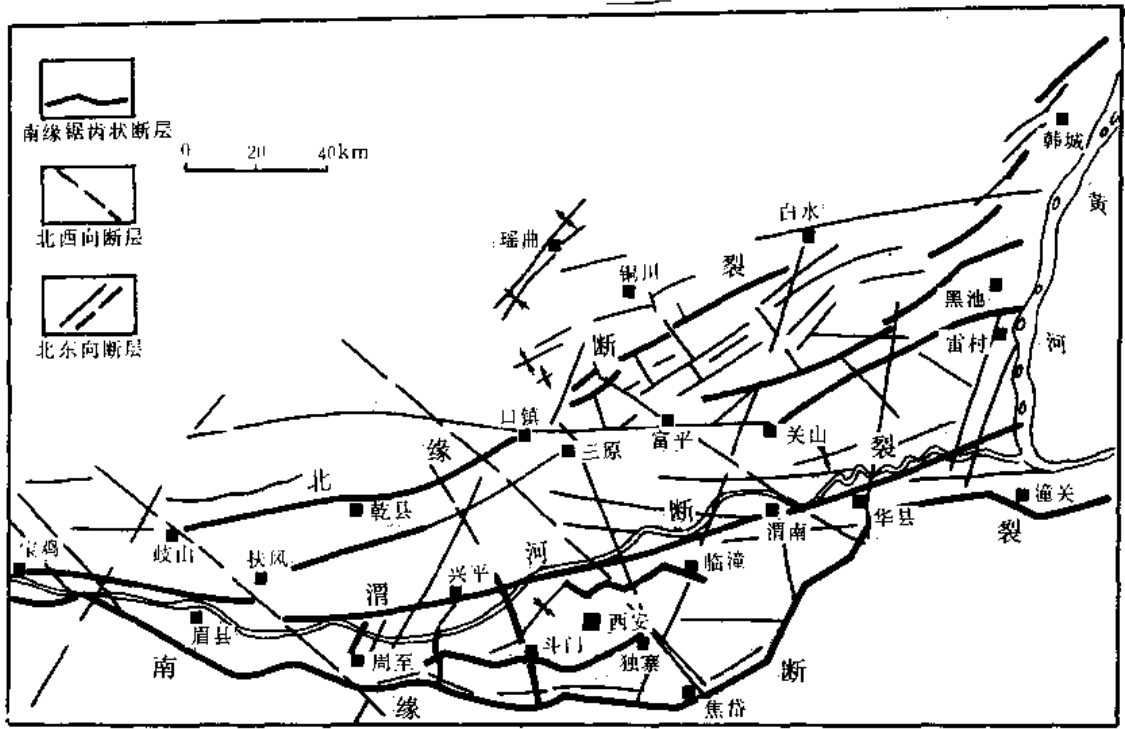 南缘锯齿状断层
0 20 40km
北西向断层
北东向断层
韩城
黄
白水
瑶曲
裂
铜川
黑池
雷村
河
断
口镇
富平
关山
缘
三原
裂
北
乾县
断
渭南
华县
潼关
裂
岐山
宝鸡
扶风
河
临潼
兴平
渭
西安
眉县
斗门
独寨
周至
南
断
缘
焦岱